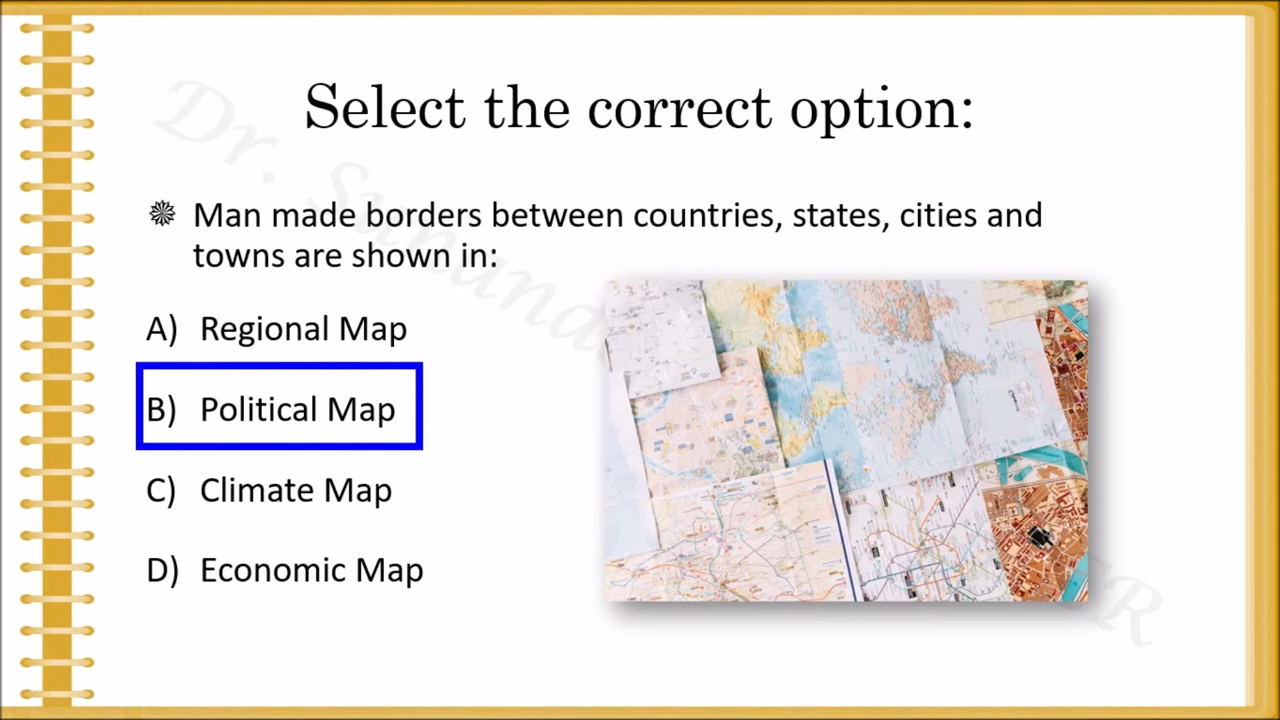 Select the correct option:
Man made borders between countries, states, cities and
towns are shown in:
A) Regional Map
B) Political Map
C) Climate Map
D) Economic Map